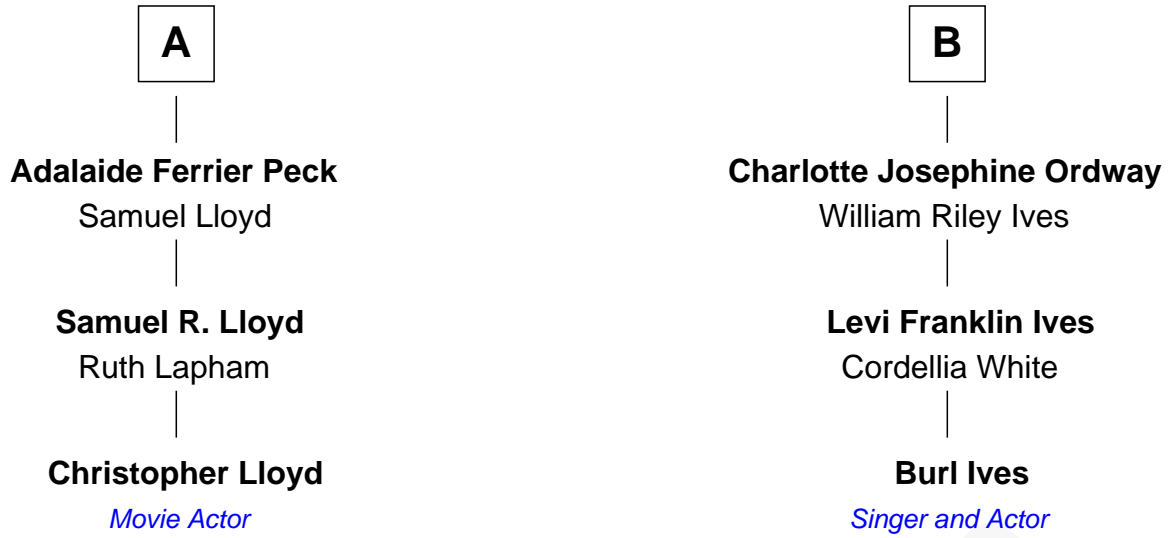 A
B
Adalaide Ferrier Peck
Charlotte Josephine Ordway
Samuel Lloyd
William Riley Ives
Samuel R. Lloyd
Levi Franklin Ives
Ruth Lapham
Cordellia White
Christopher Lloyd
Burl Ives
Movie Actor
Singer and Actor